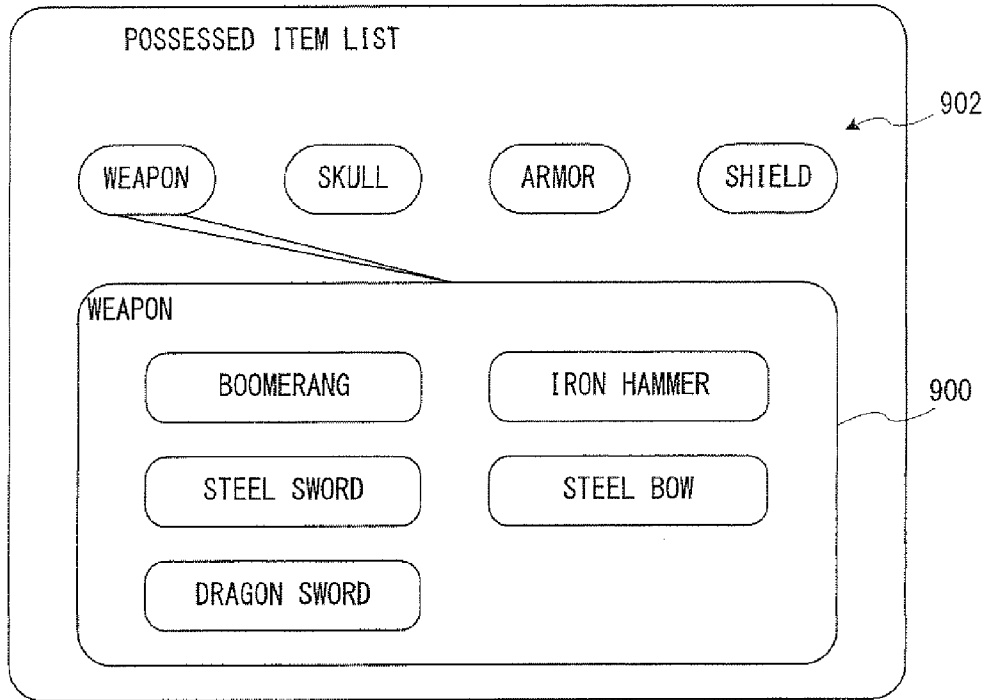 POSSESSED ITEM LIST
902
WEAPON SKULL ARMOR SHIELD
WEAPON
BOOMERANG IRON HAMMER
900
STEEL SWORD STEEL BOW
DRAGON SWORD